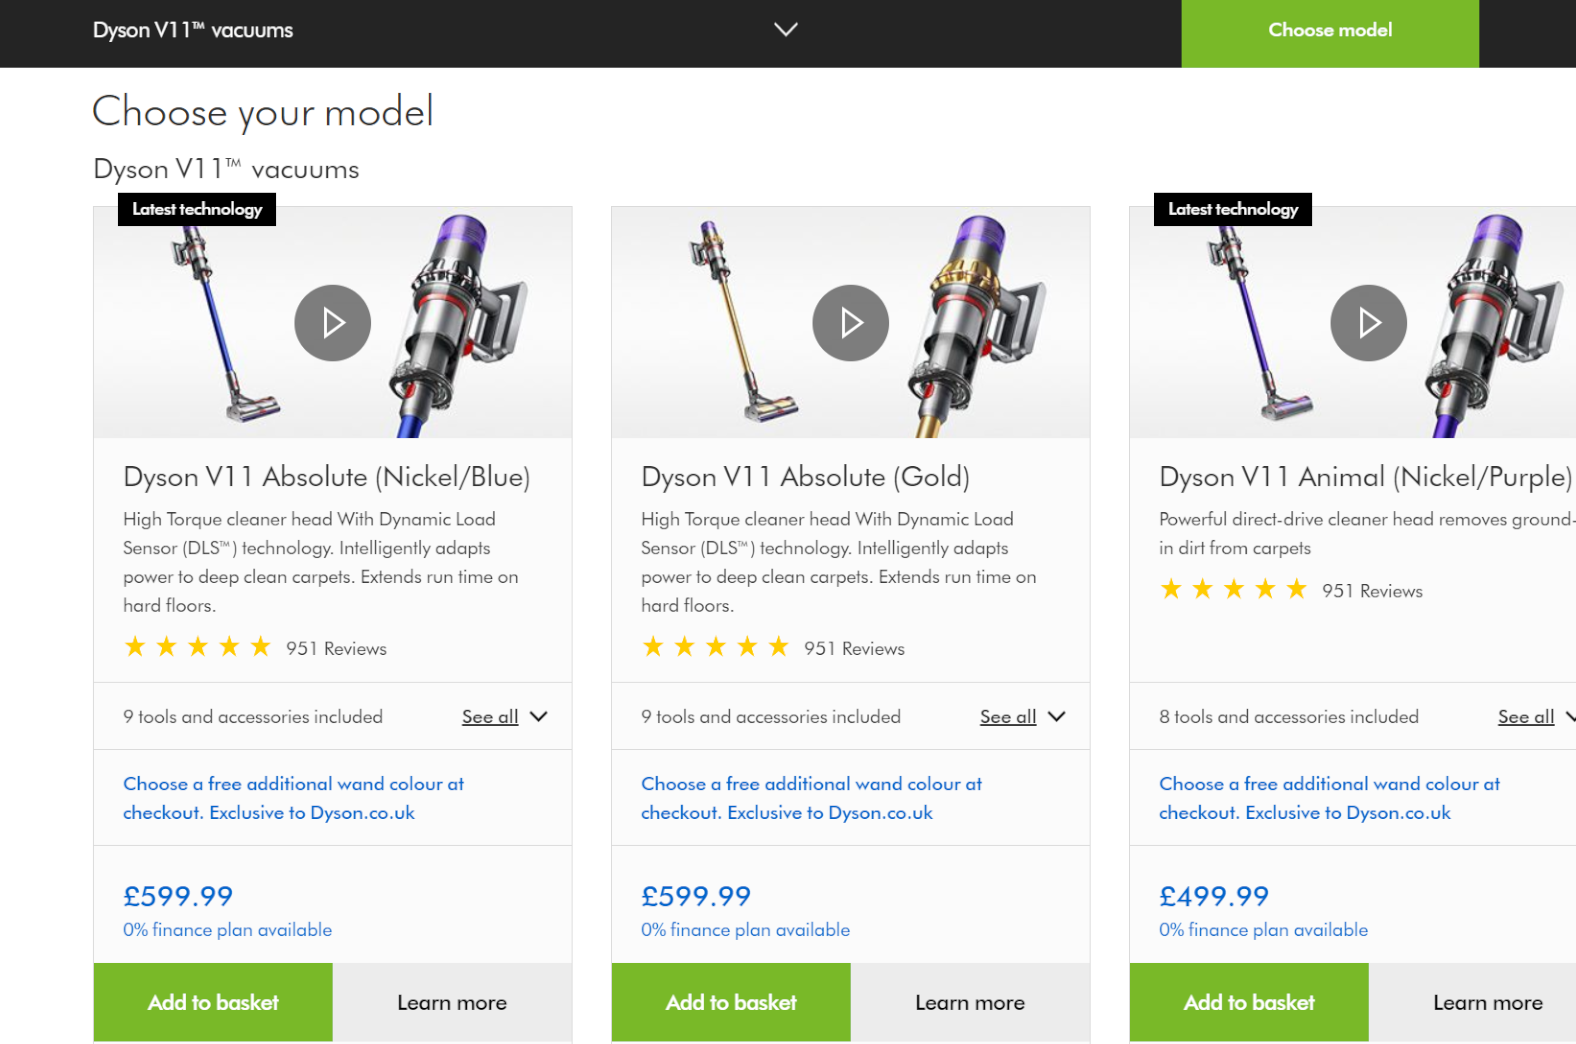 Dyson V11™ vacuums
Choose model
Choose your model
Dyson V11™ vacuums
Latest technology
Dyson V11 Absolute (Nickel/Blue)
High Torque cleaner head With Dynamic Load
Sensor (DLS™) technology. Intelligently adapts
power to deep clean carpets. Extends run time on
hard floors.
951 Reviews
9 tools and accessories included
See all
Choose a free additional wand colour at
checkout. Exclusive to Dyson.co.uk
£599.99
0% finance plan available
Add to basket
Learn more
Dyson V11 Absolute (Gold)
High Torque cleaner head With Dynamic Load
Sensor (DLS™) technology. Intelligently adapts
power to deep clean carpets. Extends run time on
hard floors.
951 Reviews
9 tools and accessories included
See all
Choose a free additional wand colour at
checkout. Exclusive to Dyson.co.uk
£599.99
0% finance plan available
Add to basket
Learn more
Latest technology
Dyson V11 Animal (Nickel/Purple)
Powerful direct-drive cleaner head removes ground-
in dirt from carpets
951 Reviews
8 tools and accessories included
See all
Choose a free additional wand colour at
checkout. Exclusive to Dyson.co.uk
£499.99
0% finance plan available
Add to basket
Learn more